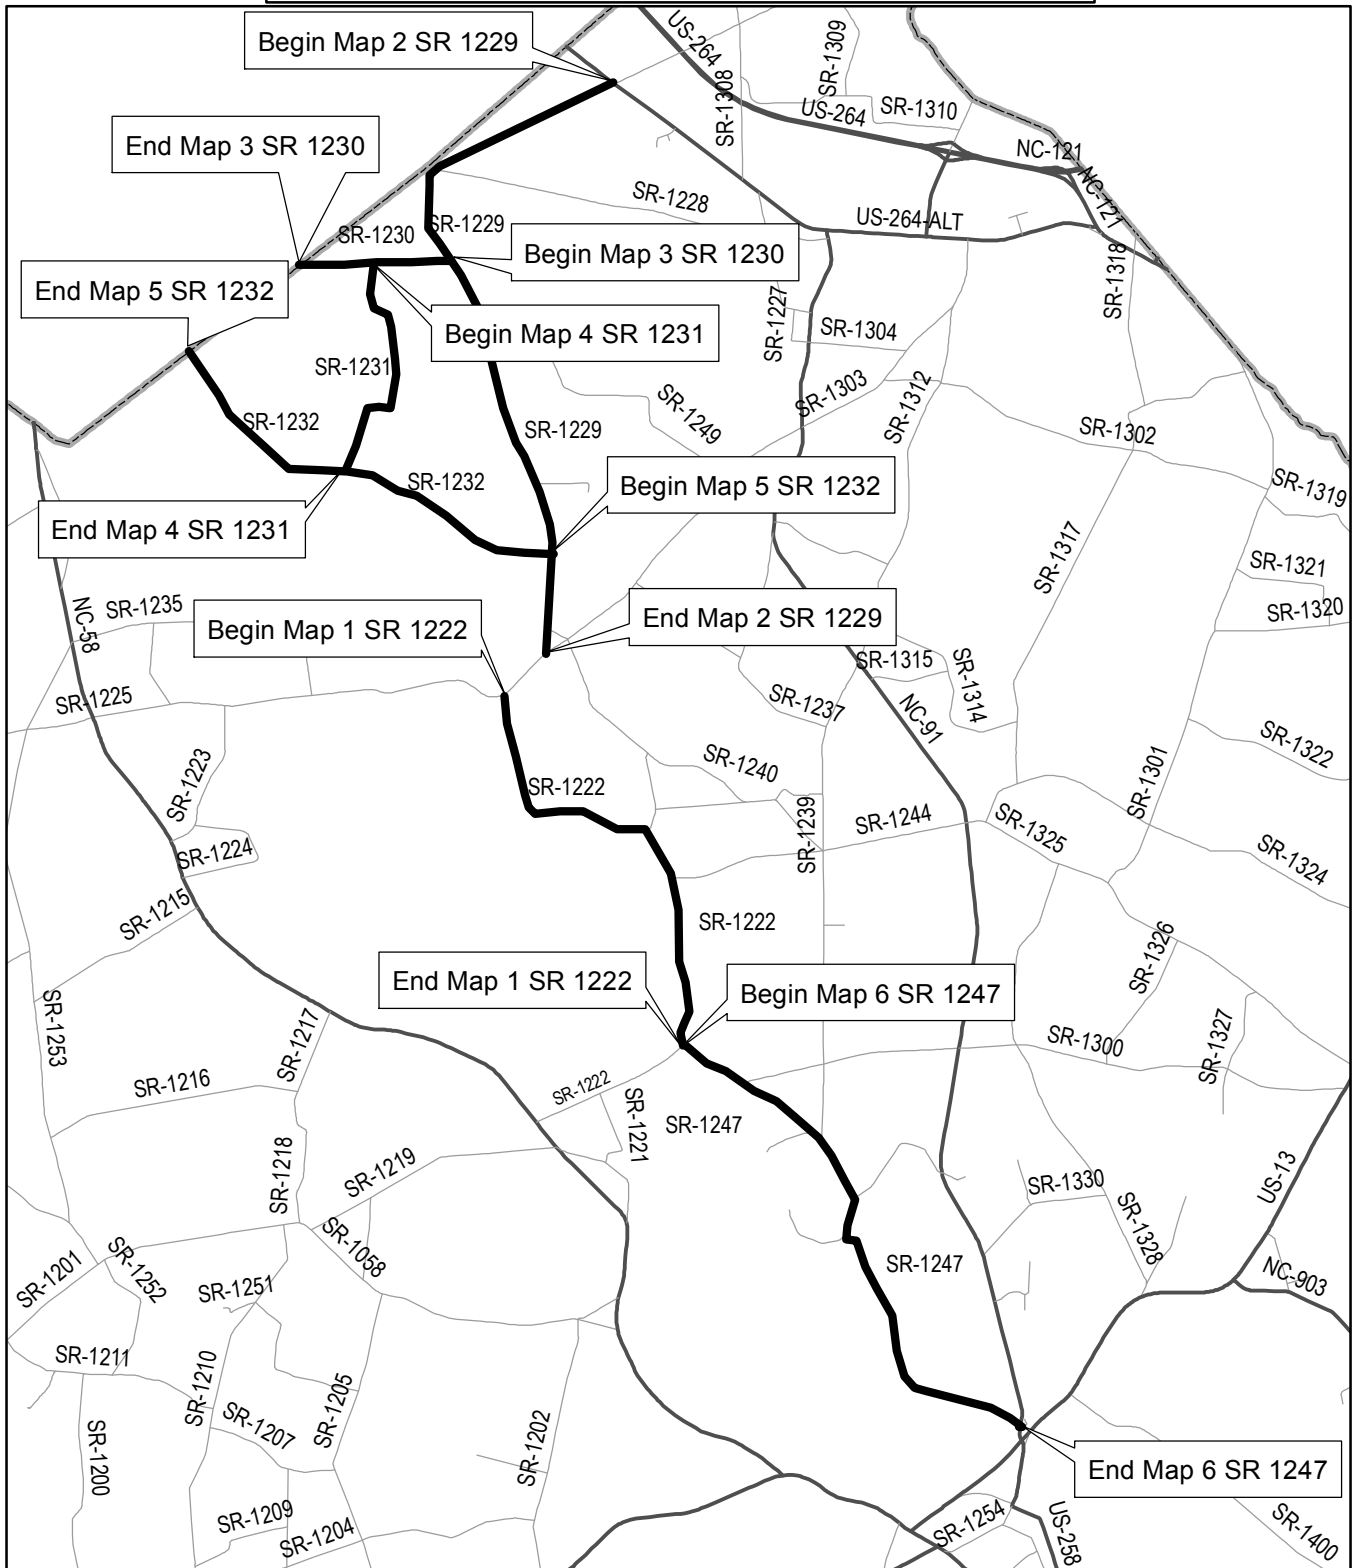 Begin Map 2 SR 1229
US-264
SR-1309
SR-1308
SR-1310
US-264
End Map 3 SR 1230
NC-121
NC-121
SR-1228
US-264-ALT
SR-1230
SR-1229
Begin Map 3 SR 1230
SR-1318
End Map 5 SR 1232
SR-1227
Begin Map 4 SR 1231
SR-1304
SR-1231
SR-1303
SR-1312
SR-1249
SR-1232
SR-1229
SR-1302
SR-1232
Begin Map 5 SR 1232
SR-1319
End Map 4 SR 1231
SR-1317
SR-1321
SR-1235
SR-1320
NC-58
Begin Map 1 SR 1222
End Map 2 SR 1229
SR-1315
SR-1314
SR-1225
SR-1237
NC-91
SR-1322
SR-1223
SR-1240
SR-1301
SR-1222
SR-1239
SR-1244
SR-1325
SR-1224
SR-1324
SR-1215
SR-1222
SR-1326
End Map 1 SR 1222
Begin Map 6 SR 1247
SR-1253
SR-1217
SR-1327
SR-1300
SR-1216
SR-1222
SR-1221
SR-1247
SR-1218
SR-1219
SR-1330
US-13
SR-1328
SR-1058
SR-1201
SR-1252
SR-1251
SR-1247
NC-903
SR-1211
SR-1210
SR-1205
SR-1207
SR-1202
SR-1200
End Map 6 SR 1247
SR-1209
SR-1204
SR-1254
US-258
SR-1400